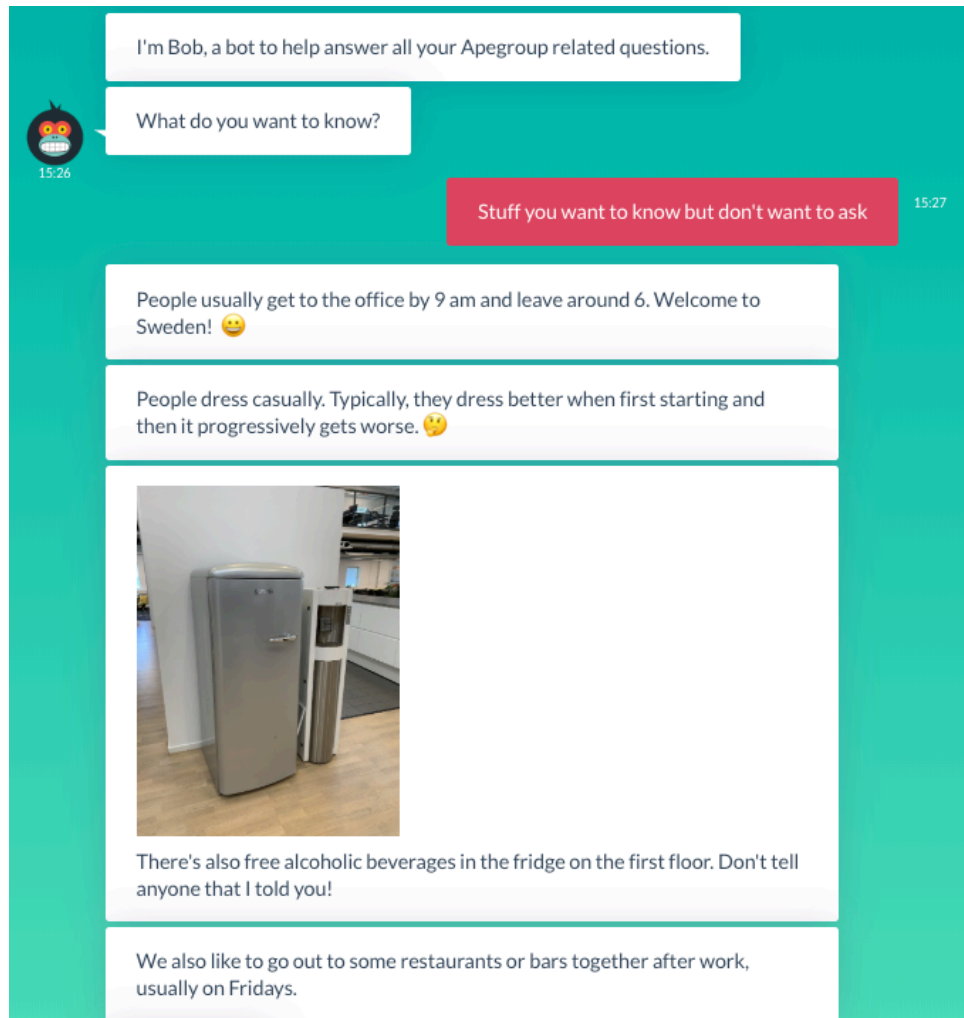 I'm Bob, a bot to help answer all your Apegroup related questions.
What do you want to know?
15:26
Stuff you want to know but don't want to ask
15:27
People usually get to the office by 9 am and leave around 6. Welcome to
Sweden! 😀
People dress casually. Typically, they dress better when first starting and
then it progressively gets worse. 🤔
There's also free alcoholic beverages in the fridge on the first floor. Don't tell
anyone that I told you!
We also like to go out to some restaurants or bars together after work,
usually on Fridays.